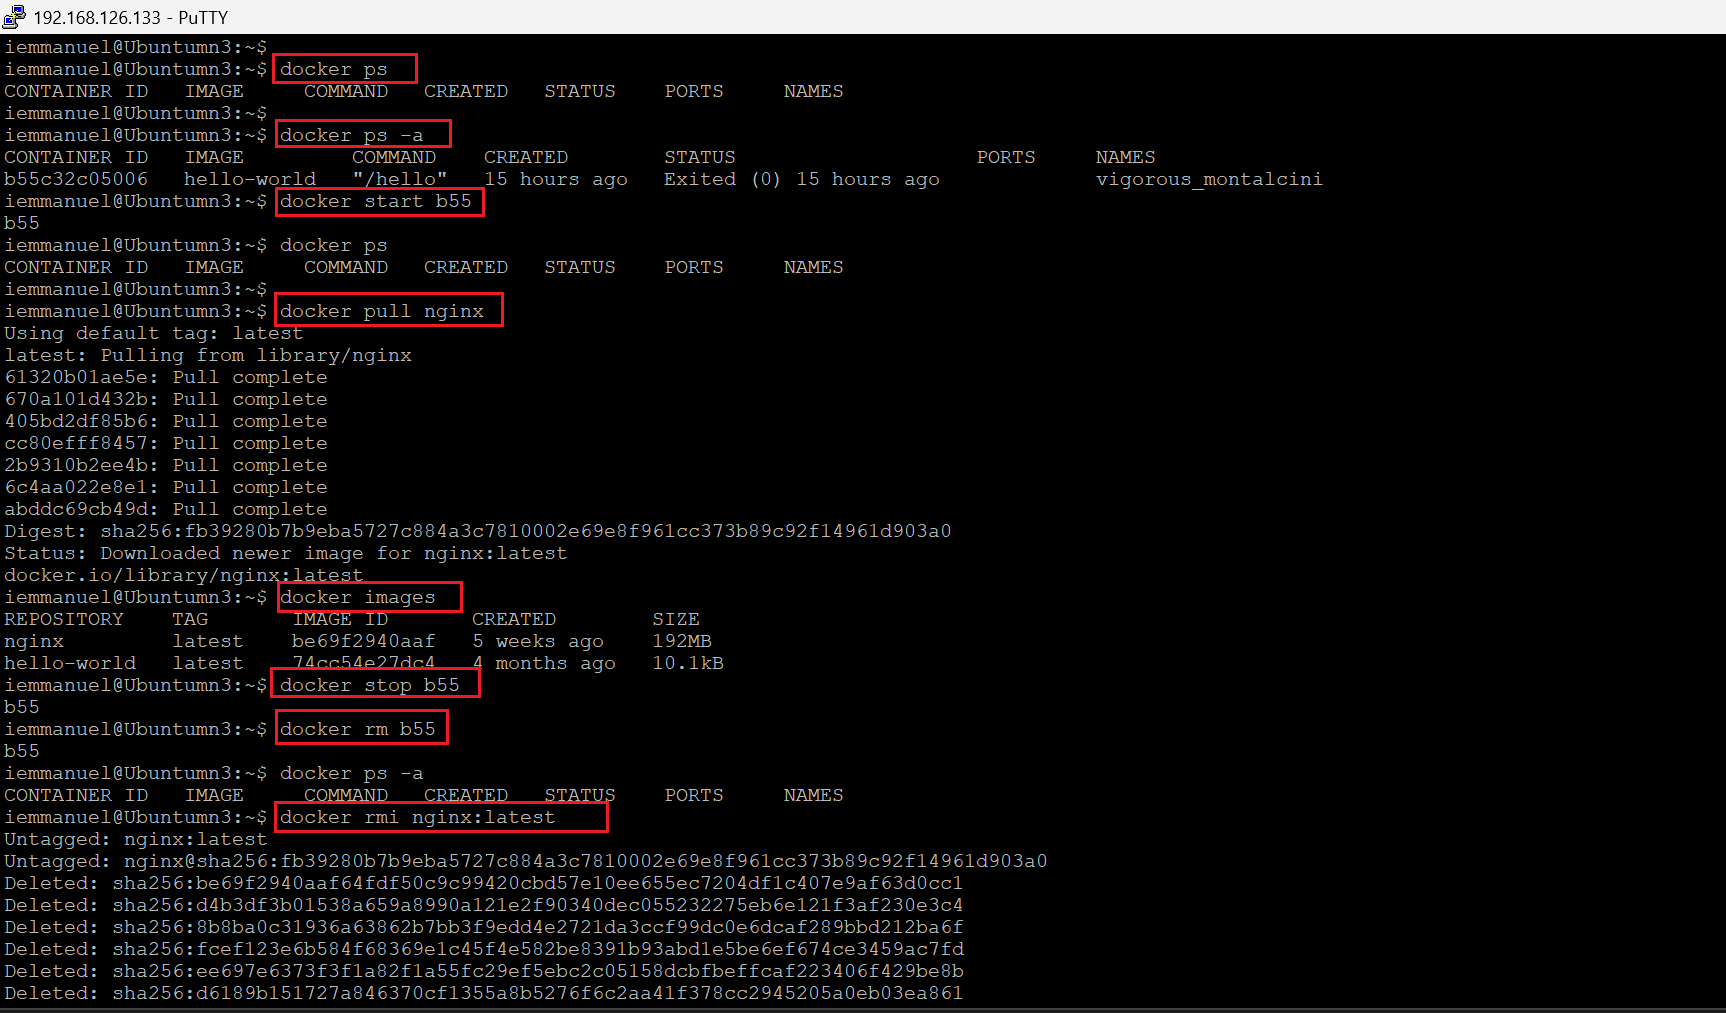 192.168.126.133 - PuTTY
iemmanuel@Ubuntumn3:~$
iemmanuel@Ubuntumn3:~$ docker ps
CONTAINER ID   IMAGE     COMMAND   CREATED   STATUS    PORTS     NAMES
iemmanuel@Ubuntumn3:~$
iemmanuel@Ubuntumn3:~$ docker ps -a
CONTAINER ID   IMAGE         COMMAND    CREATED        STATUS                    PORTS     NAMES
b55c32c05006   hello-world   "/hello"   15 hours ago   Exited (0) 15 hours ago             vigorous_montalcini
iemmanuel@Ubuntumn3:~$ docker start b55
b55
iemmanuel@Ubuntumn3:~$ docker ps
CONTAINER ID   IMAGE     COMMAND   CREATED   STATUS    PORTS     NAMES
iemmanuel@Ubuntumn3:~$
iemmanuel@Ubuntumn3:~$ docker pull nginx
Using default tag: latest
latest: Pulling from library/nginx
61320b01ae5e: Pull complete
670a101d432b: Pull complete
405bd2df85b6: Pull complete
cc80efff8457: Pull complete
2b9310b2ee4b: Pull complete
6c4aa022e8e1: Pull complete
abddc69cb49d: Pull complete
Digest: sha256:fb39280b7b9eba5727c884a3c7810002e69e8f961cc373b89c92f14961d903a0
Status: Downloaded newer image for nginx:latest
docker.io/library/nginx:latest
iemmanuel@Ubuntumn3:~$ docker images
REPOSITORY    TAG       IMAGE ID       CREATED        SIZE
nginx         latest    be69f2940aaf   5 weeks ago    192MB
hello-world   latest    74cc54e27dc4   4 months ago   10.1kB
iemmanuel@Ubuntumn3:~$ docker stop b55
b55
iemmanuel@Ubuntumn3:~$ docker rm b55
b55
iemmanuel@Ubuntumn3:~$ docker ps -a
CONTAINER ID   IMAGE     COMMAND   CREATED   STATUS    PORTS     NAMES
iemmanuel@Ubuntumn3:~$ docker rmi nginx:latest
Untagged: nginx:latest
Untagged: nginx@sha256:fb39280b7b9eba5727c884a3c7810002e69e8f961cc373b89c92f14961d903a0
Deleted: sha256:be69f2940aaf64fdf50c9c99420cbd57e10ee655ec7204df1c407e9af63d0cc1
Deleted: sha256:d4b3df3b01538a659a8990a121e2f90340dec055232275eb6e121f3af230e3c4
Deleted: sha256:8b8ba0c31936a63862b7bb3f9edd4e2721da3ccf99dc0e6dcaf289bbd212ba6f
Deleted: sha256:fcef123e6b584f68369e1c45f4e582be8391b93abd1e5be6ef674ce3459ac7fd
Deleted: sha256:ee697e6373f3f1a82f1a55fc29ef5ebc2c05158dcbfbeffcaf223406f429be8b
Deleted: sha256:d6189b151727a846370cf1355a8b5276f6c2aa41f378cc2945205a0eb03ea861